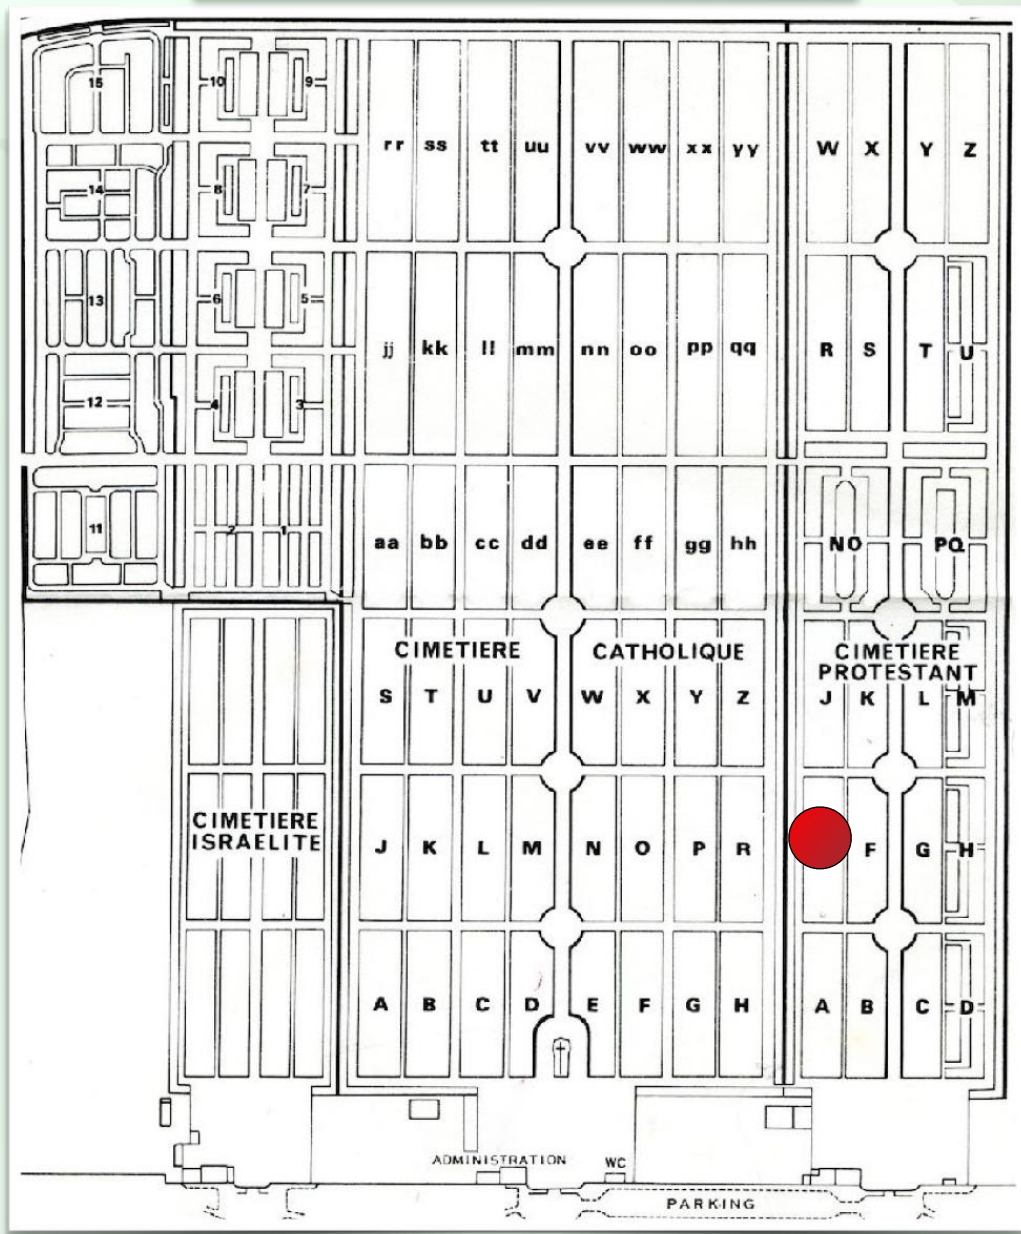 15 10 9
rr ss tt uu vv ww xx yy W X Y Z
14 8 7
13 6 5
jj kk ll mm nn oo pp qq R S T U
12 4 3
11 2 1
aa bb cc dd ee ff gg hh NO PQ
CIMETIERE CATHOLIQUE
CIMETIERE
PROTESTANT
S T U V W X Y Z J K L M
CIMETIERE
ISRAELITE
J K L M N O P R F G H
A B C D E F G H A B C D
ADMINISTRATION WC
PARKING